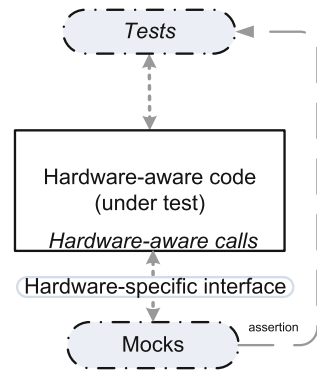 Tests
Hardware-aware code
(under test)
Hardware-aware calls
Hardware-specific interface
Mocks
assertion